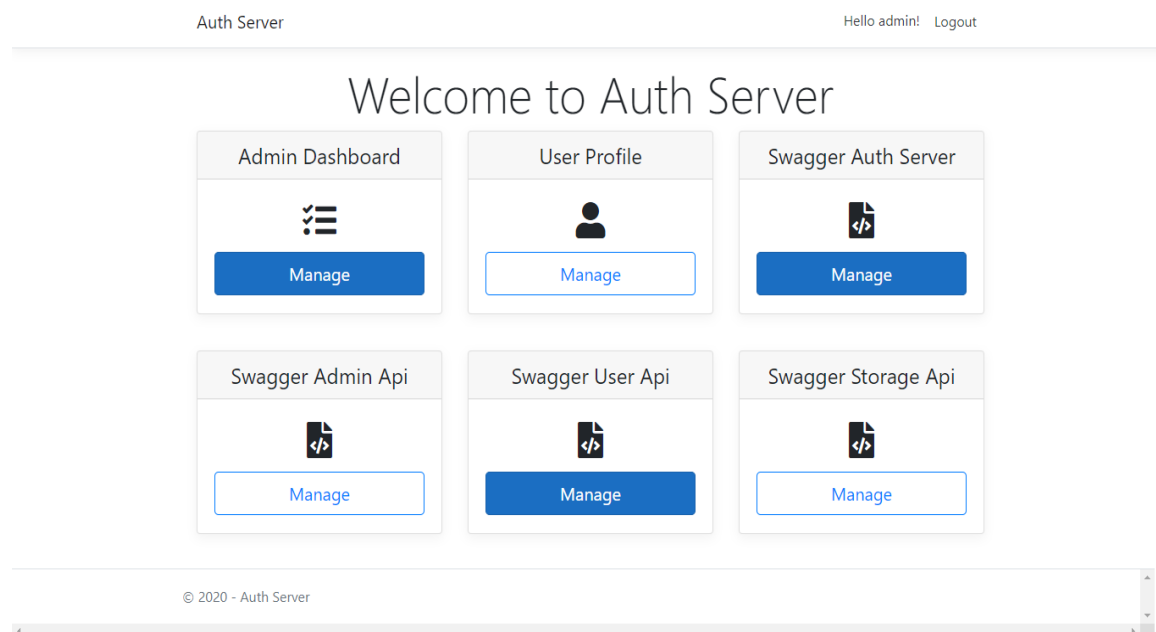 Auth Server
Hello admin! Logout
Welcome to Auth Server
Admin Dashboard
Manage
User Profile
Manage
Swagger Auth Server
Manage
Swagger Admin Api
Manage
Swagger User Api
Manage
Swagger Storage Api
Manage
© 2020 - Auth Server